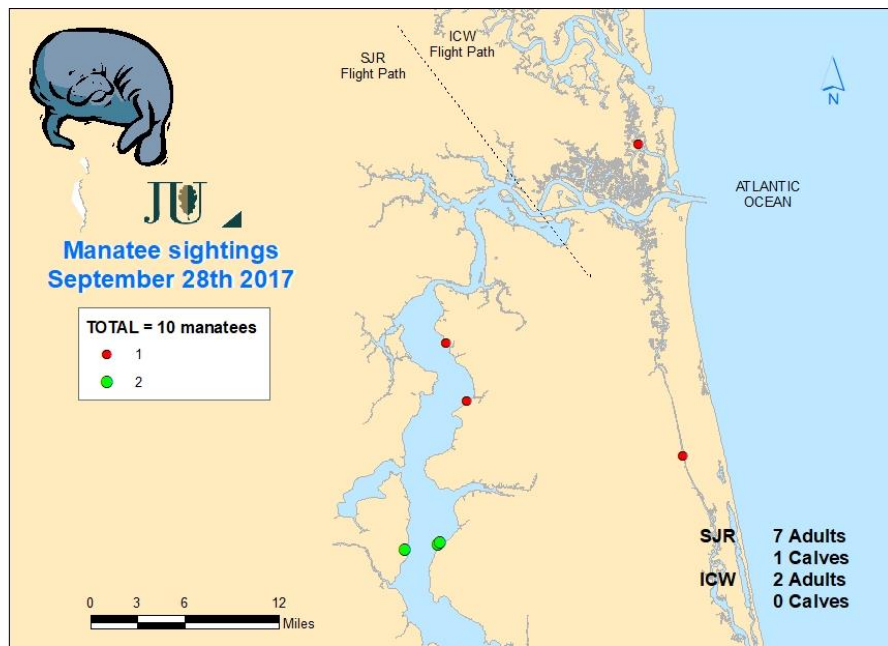 ICW
Flight Path
SJR
Flight Path
N
ATLANTIC
OCEAN
JU
Manatee sightings
September 28th 2017
TOTAL = 10 manatees
1
2
SJR 7 Adults
1 Calves
ICW 2 Adults
0 Calves
0 3 6 12
Miles